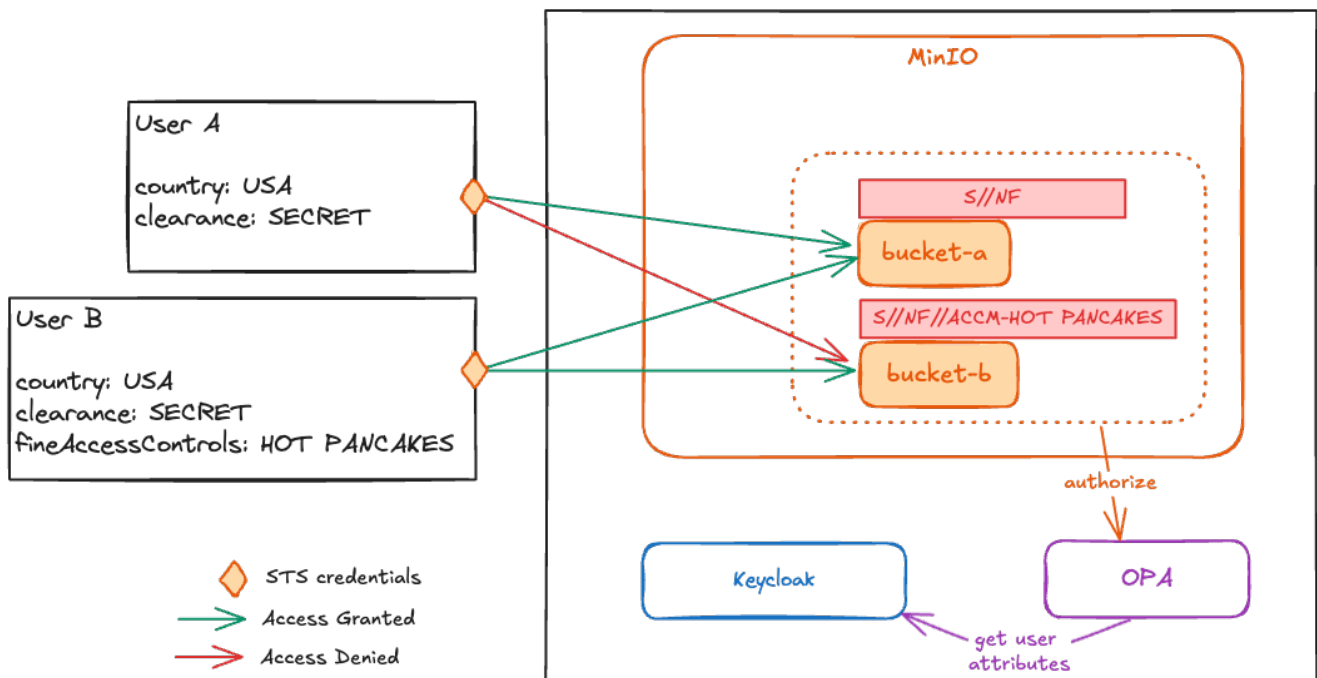 MinIO
User A
country: USA
clearance: SECRET
S//NF
bucket-a
User B
country: USA
clearance: SECRET
fineAccessControls: HOT PANCAKES
S//NF//ACCM-HOT PANCAKES
bucket-b
authorize
Keycloak
OPA
get user
attributes
STS credentials
Access Granted
Access Denied